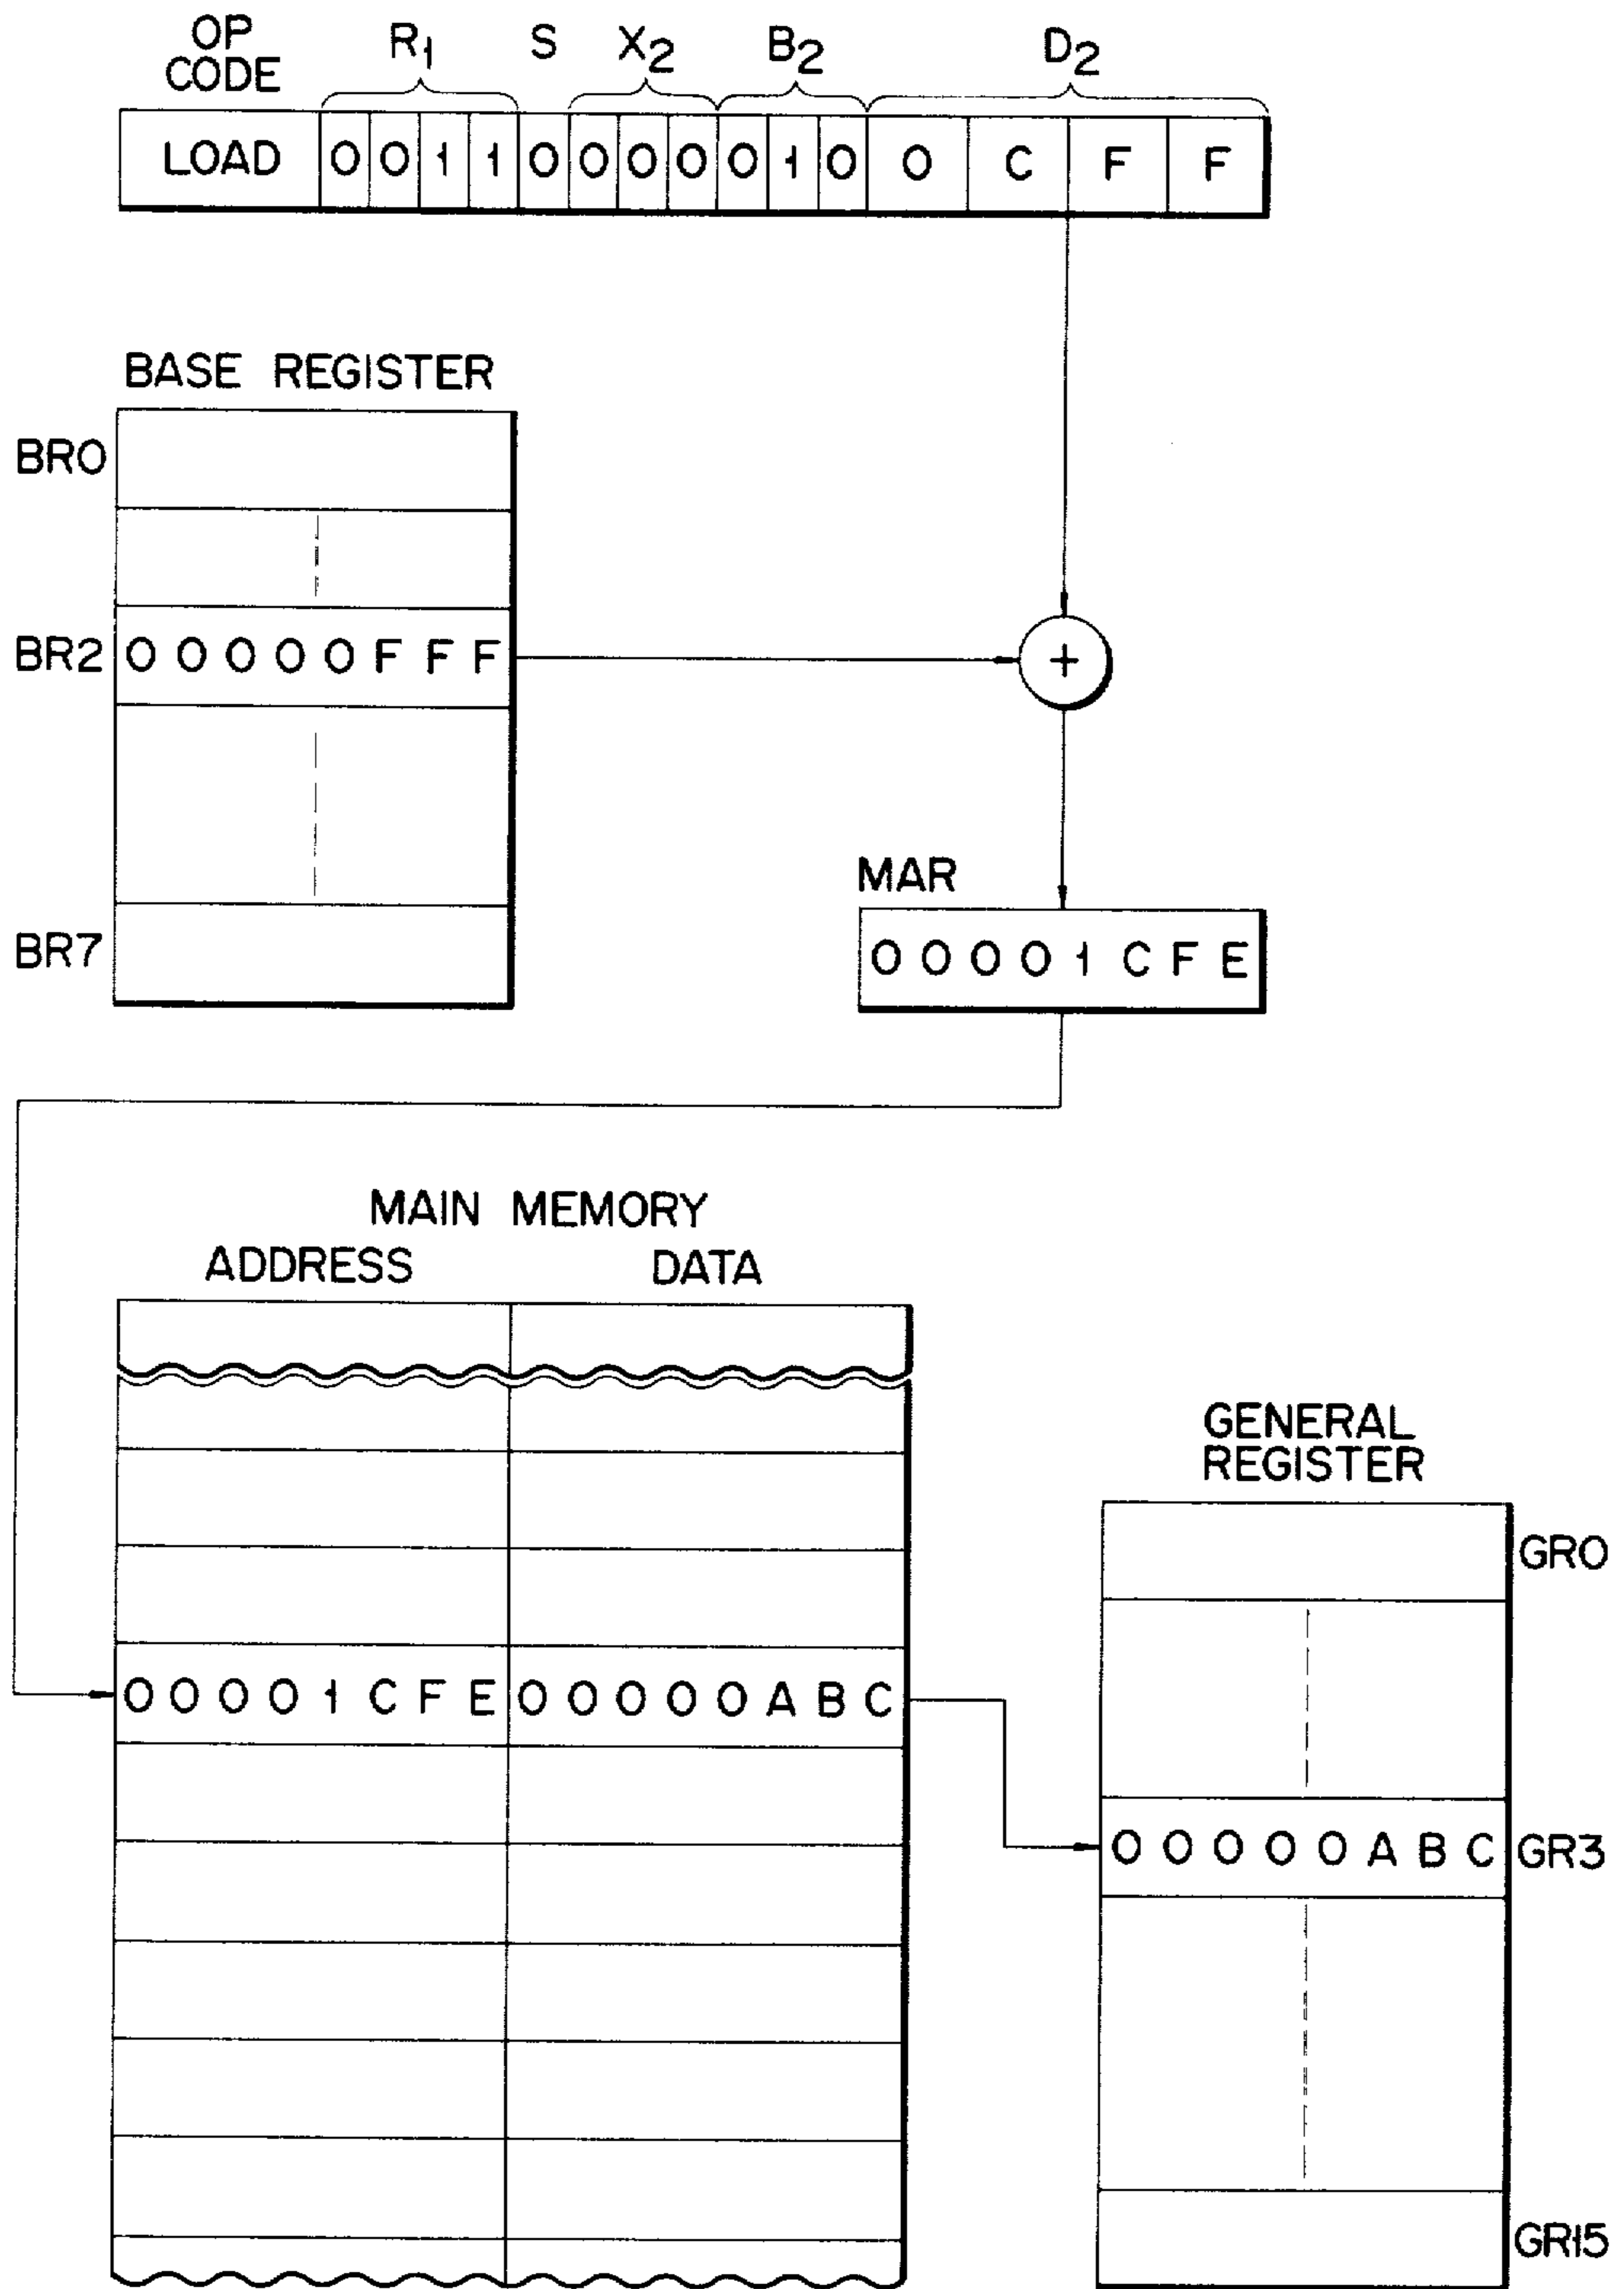 OP
CODE
R1 S X2 B2 D2
LOAD 0 0 1 1 0 0 0 0 0 1 0 0 C F F
BASE REGISTER
BR0
BR2 0 0 0 0 0 F F F
+
BR7
MAR
0 0 0 0 1 C F E
MAIN MEMORY
ADDRESS DATA
GENERAL
REGISTER
GR0
0 0 0 0 1 C F E 0 0 0 0 0 A B C
0 0 0 0 0 A B C GR3
GR15